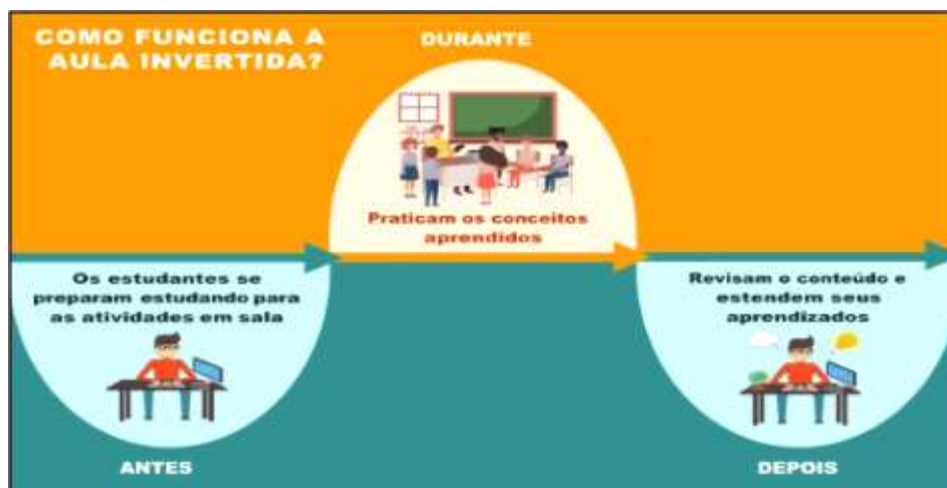 COMO FUNCIONA A
AULA INVERTIDA?
DURANTE
Praticam os conceitos
aprendidos
Os estudantes se
preparam estudando para
as atividades em sala
ANTES
Revisam o conteúdo e
estendem seus
aprendizados
DEPOIS